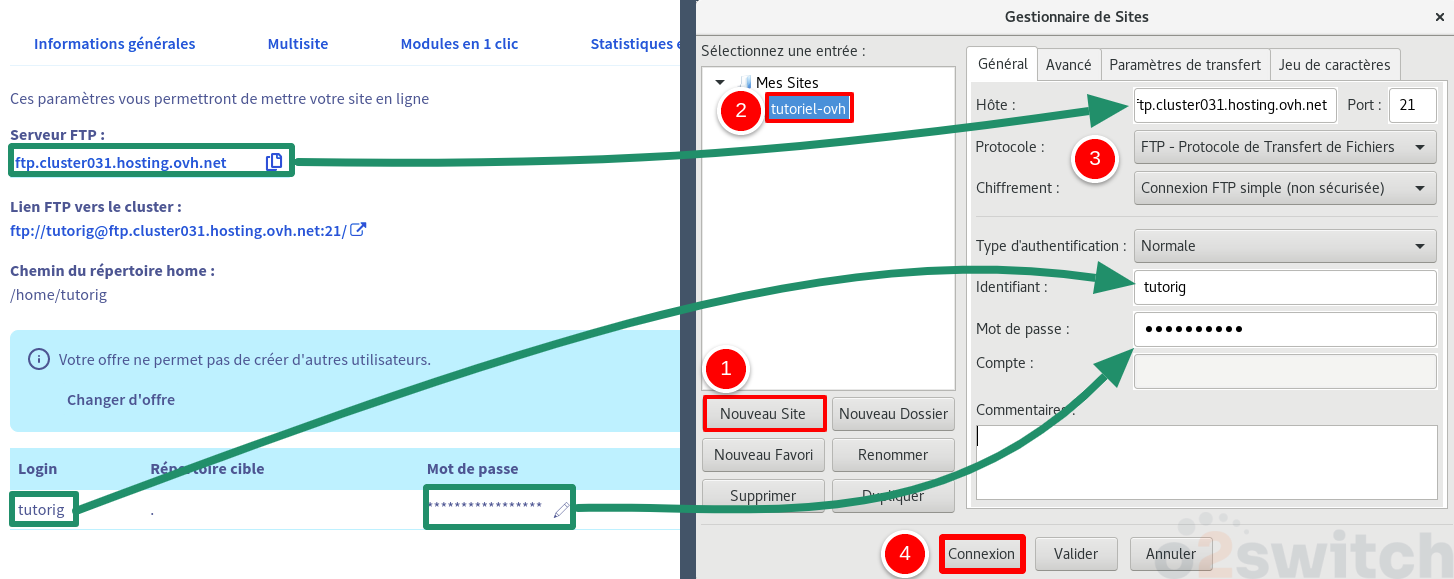 Informations générales
Multisite
Modules en 1 clic
Statistiques
Ces paramètres vous permettront de mettre votre site en ligne
Serveur FTP :
ftp.cluster031.hosting.ovh.net
Lien FTP vers le cluster :
ftp://tutorig@ftp.cluster031.hosting.ovh.net:21/
Chemin du répertoire home :
/home/tutorig
Votre offre ne permet pas de créer d'autres utilisateurs.
Changer d'offre
Login
Répertoire cible
Mot de passe
tutorig
.
*****************
Gestionnaire de Sites
×
Sélectionnez une entrée :
Mes Sites
2
tutoriel-ovh
1
Nouveau Site
Nouveau Dossier
Nouveau Favori
Renommer
Supprimer
Dupliquer
Général
Avancé
Paramètres de transfert
Jeu de caractères
Hôte :
ftp.cluster031.hosting.ovh.net
Port :
21
Protocole :
3
FTP - Protocole de Transfert de Fichiers
Chiffrement :
Connexion FTP simple (non sécurisée)
Type d'authentification :
Normale
Identifiant :
tutorig
Mot de passe :
●●●●●●●●●●
Compte :
Commentaires :
4
Connexion
Valider
Annuler
o2switch